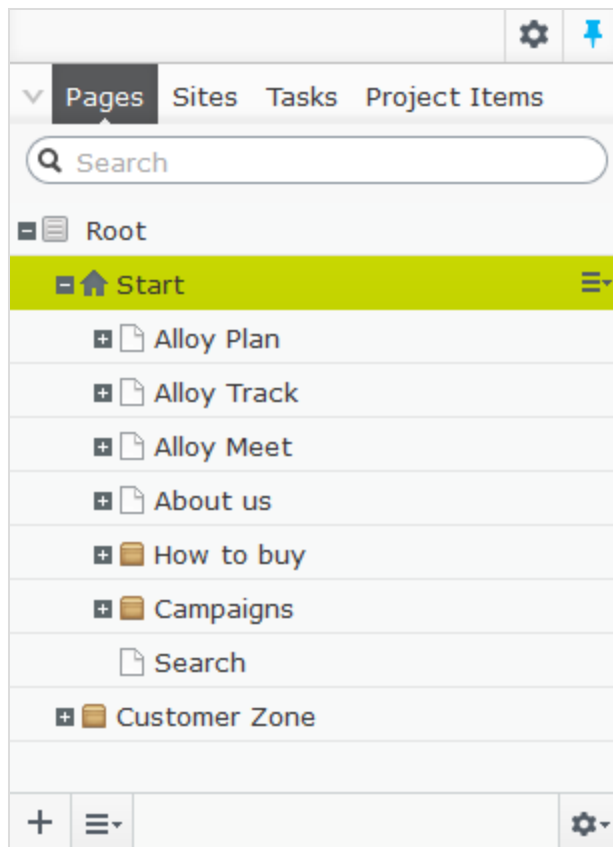 Pages Sites Tasks Project Items
Search
Root
Start
Alloy Plan
Alloy Track
Alloy Meet
About us
How to buy
Campaigns
Search
Customer Zone